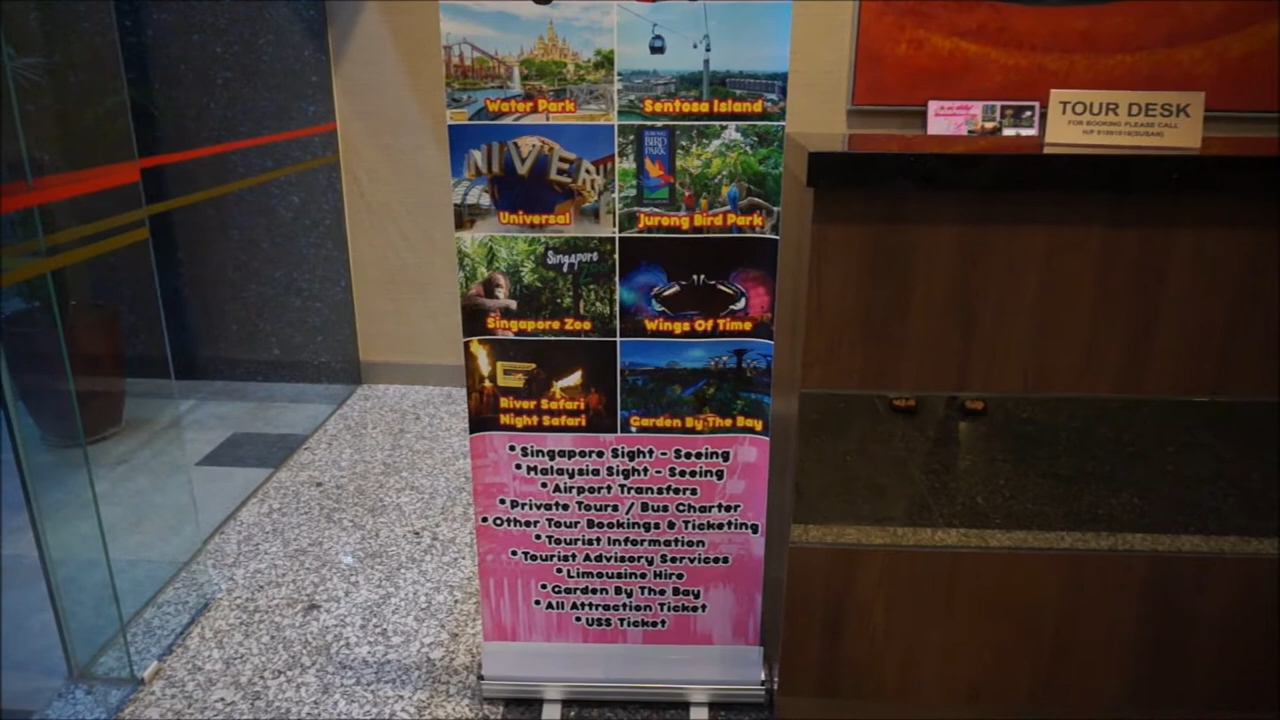 Water Park
Sentosa Island
NIVER
JURONG
BIRD
PARK
Universal
Jurong Bird Park
Singapore
Zoo
Singapore Zoo
Wings Of Time
River Safari
Night Safari
Garden By The Bay
*Singapore Sight - Seeing
*Malaysia Sight - Seeing
*Airport Transfers
*Private Tours / Bus Charter
*Other Tour Bookings & Ticketing
*Tourist Information
*Tourist Advisory Services
*Limousine Hire
*Garden By The Bay
*All Attraction Ticket
*USS Ticket
TOUR DESK
FOR BOOKING PLEASE CALL